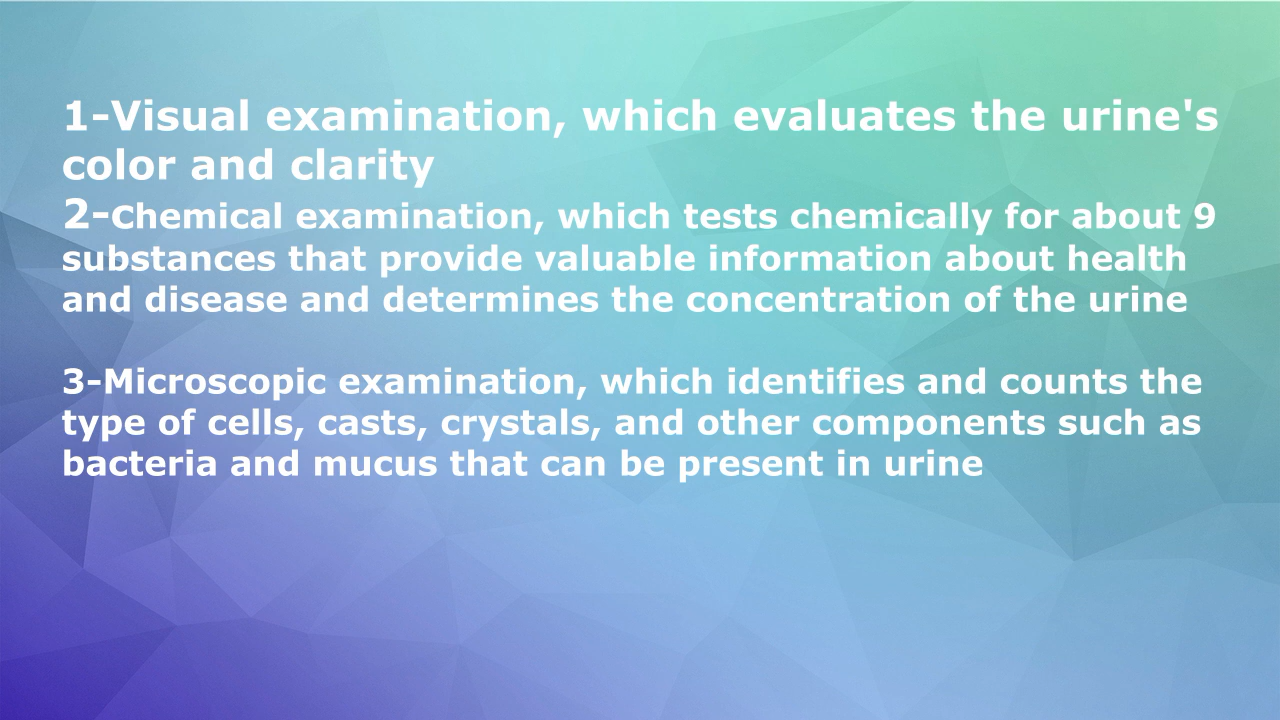 1-Visual examination, which evaluates the urine's
color and clarity
2-chemical examination, which tests chemically for about 9
substances that provide valuable information about health
and disease and determines the concentration of the urine
3-Microscopic examination, which identifies and counts the
type of cells, casts, crystals, and other components such as
bacteria and mucus that can be present in urine